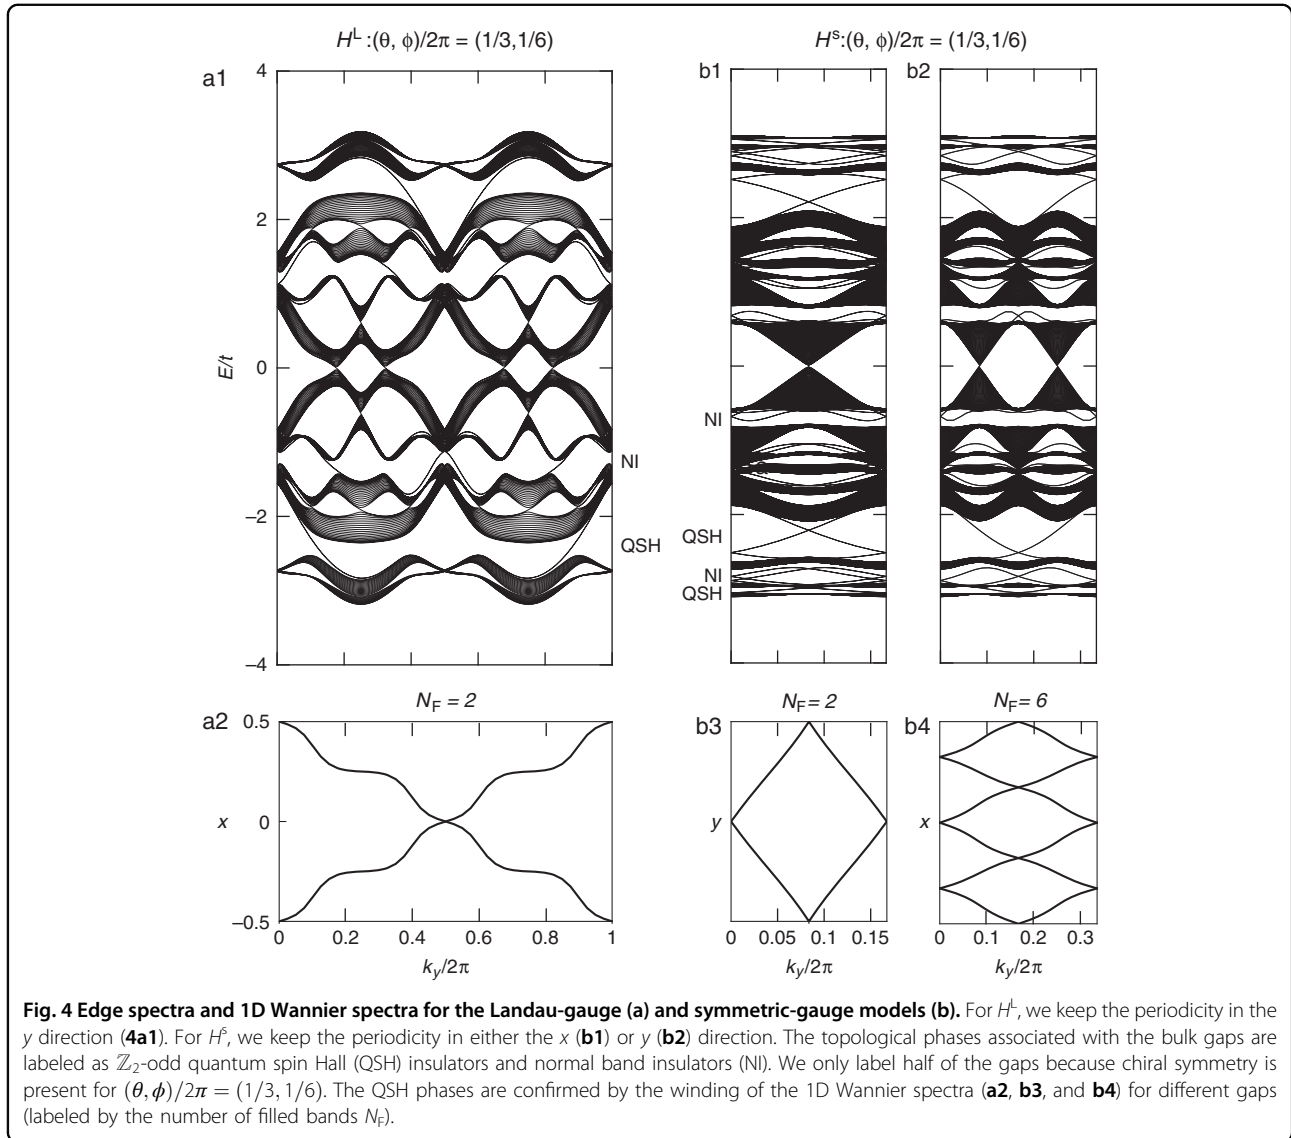 H^L :(θ, ϕ)/2π = (1/3,1/6)
H^s:(θ, ϕ)/2π = (1/3,1/6)
a1
b1
b2
4
2
0
−2
−4
E/t
NI
QSH
NI
QSH
NI
QSH
N_F = 2
N_F = 2
N_F = 6
a2
b3
b4
0.5
0
−0.5
x
y
x
0 0.2 0.4 0.6 0.8 1
0 0.05 0.1 0.15
0 0.1 0.2 0.3
k_y/2π
k_y/2π
k_y/2π
Fig. 4 Edge spectra and 1D Wannier spectra for the Landau-gauge (a) and symmetric-gauge models (b). For H^L, we keep the periodicity in the
y direction (4a1). For H^s, we keep the periodicity in either the x (b1) or y (b2) direction. The topological phases associated with the bulk gaps are
labeled as ℤ₂-odd quantum spin Hall (QSH) insulators and normal band insulators (NI). We only label half of the gaps because chiral symmetry is
present for (θ, ϕ)/2π = (1/3, 1/6). The QSH phases are confirmed by the winding of the 1D Wannier spectra (a2, b3, and b4) for different gaps
(labeled by the number of filled bands N_F).